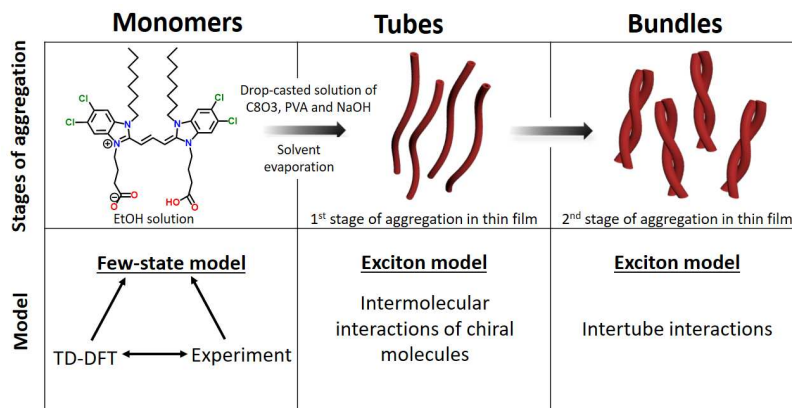 Monomers
Tubes
Bundles
Stages of aggregation
Cl
Cl
N
N
N
N
Cl
Cl
⊕
⊖
O
O
HO
O
EtOH solution
Drop-casted solution of
C8O3, PVA and NaOH
Solvent
evaporation
1st stage of aggregation in thin film
2nd stage of aggregation in thin film
Model
Few-state model
TD-DFT
Experiment
Exciton model
Intermolecular
interactions of chiral
molecules
Exciton model
Intertube interactions